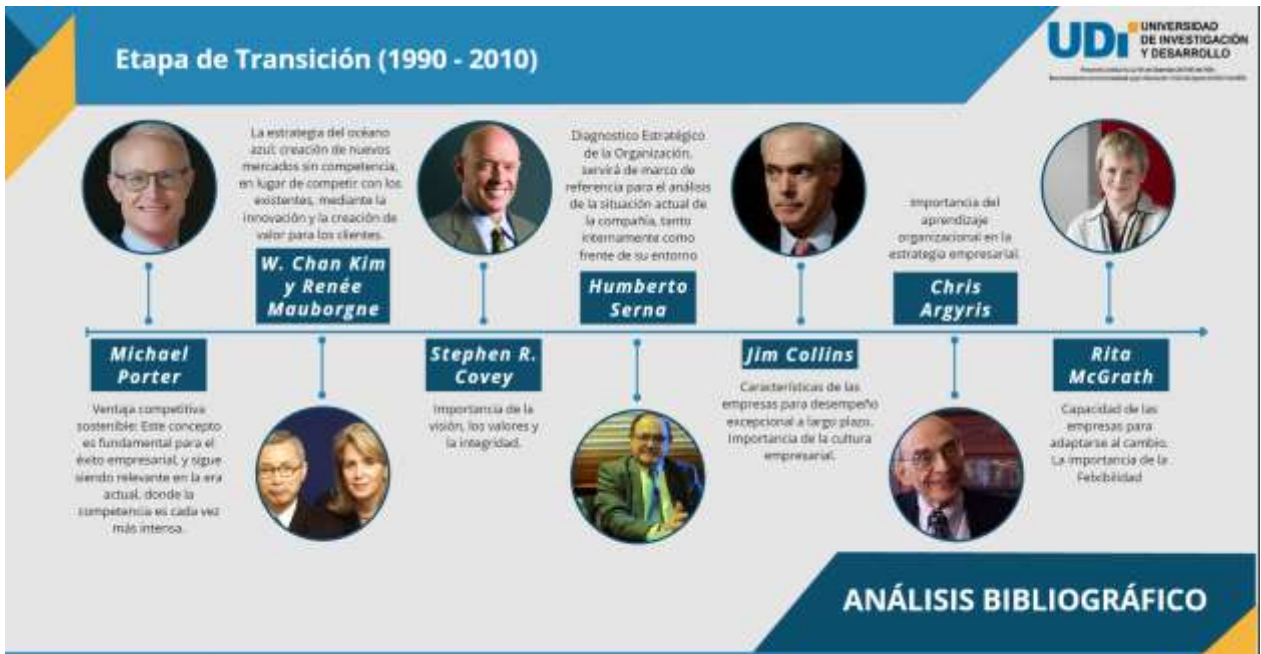 Etapa de Transición (1990 - 2010)
UDi
UNIVERSIDAD
DE INVESTIGACIÓN
Y DESARROLLO
La estrategia del océano
azul: creación de nuevos
mercados sin competencia,
en lugar de competir con los
existentes, mediante la
innovación y la creación de
valor para los clientes.
W. Chan Kim
y Renée
Mauborgne
Diagnostico Estratégico
de la Organización,
servirá de marco de
referencia para el análisis
de la situación actual de
la compañía, tanto
internamente como
frente de su entorno
Humberto
Serna
Importancia del
aprendizaje
organizacional en la
estrategia empresarial.
Chris
Argyris
Michael
Porter
Ventaja competitiva
sostenible: Este concepto
es fundamental para el
éxito empresarial, y sigue
siendo relevante en la era
actual, donde la
competencia es cada vez
más intensa.
Stephen R.
Covey
Importancia de la
visión, los valores y
la integridad.
Jim Collins
Características de las
empresas para desempeño
excepcional a largo plazo.
Importancia de la cultura
empresarial.
Rita
McGrath
Capacidad de las
empresas para
adaptarse al cambio.
La importancia de la
ANÁLISIS BIBLIOGRÁFICO